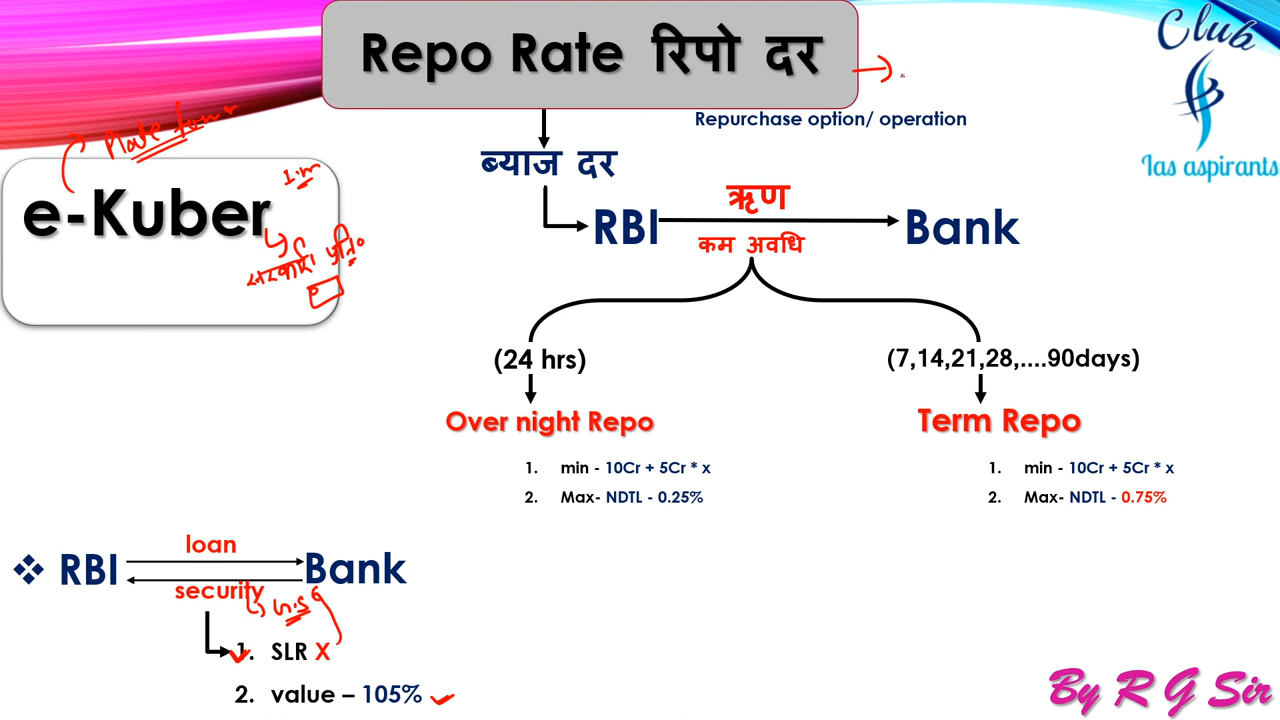 Repo Rate रिपो दर
Club
Ias aspirants
Repurchase option/ operation
Plate form
e-Kuber
सरकारी प्रति०
ब्याज दर
RBI
ऋण
कम अवधि
Bank
(24 hrs)
(7,14,21,28,....90days)
Over night Repo
Term Repo
1. min - 10Cr + 5Cr * x
2. Max- NDTL - 0.25%
1. min - 10Cr + 5Cr * x
2. Max- NDTL - 0.75%
❖ RBI
loan
security
Bank
G.S
1. SLR X
2. value – 105%
By R G Sir